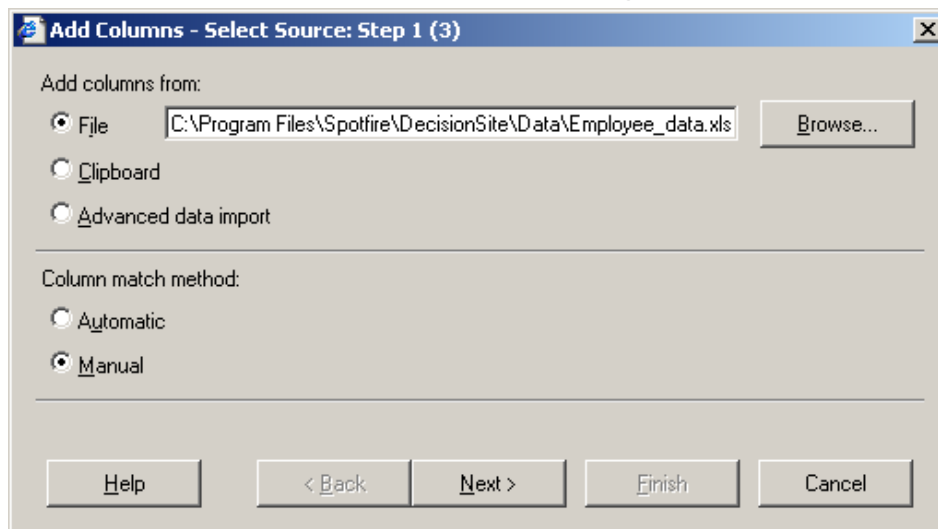 Add Columns - Select Source: Step 1 (3)
Add columns from:
File C:\Program Files\Spotfire\DecisionSite\Data\Employee_data.xls Browse...
Clipboard
Advanced data import
Column match method:
Automatic
Manual
Help < Back Next > Finish Cancel